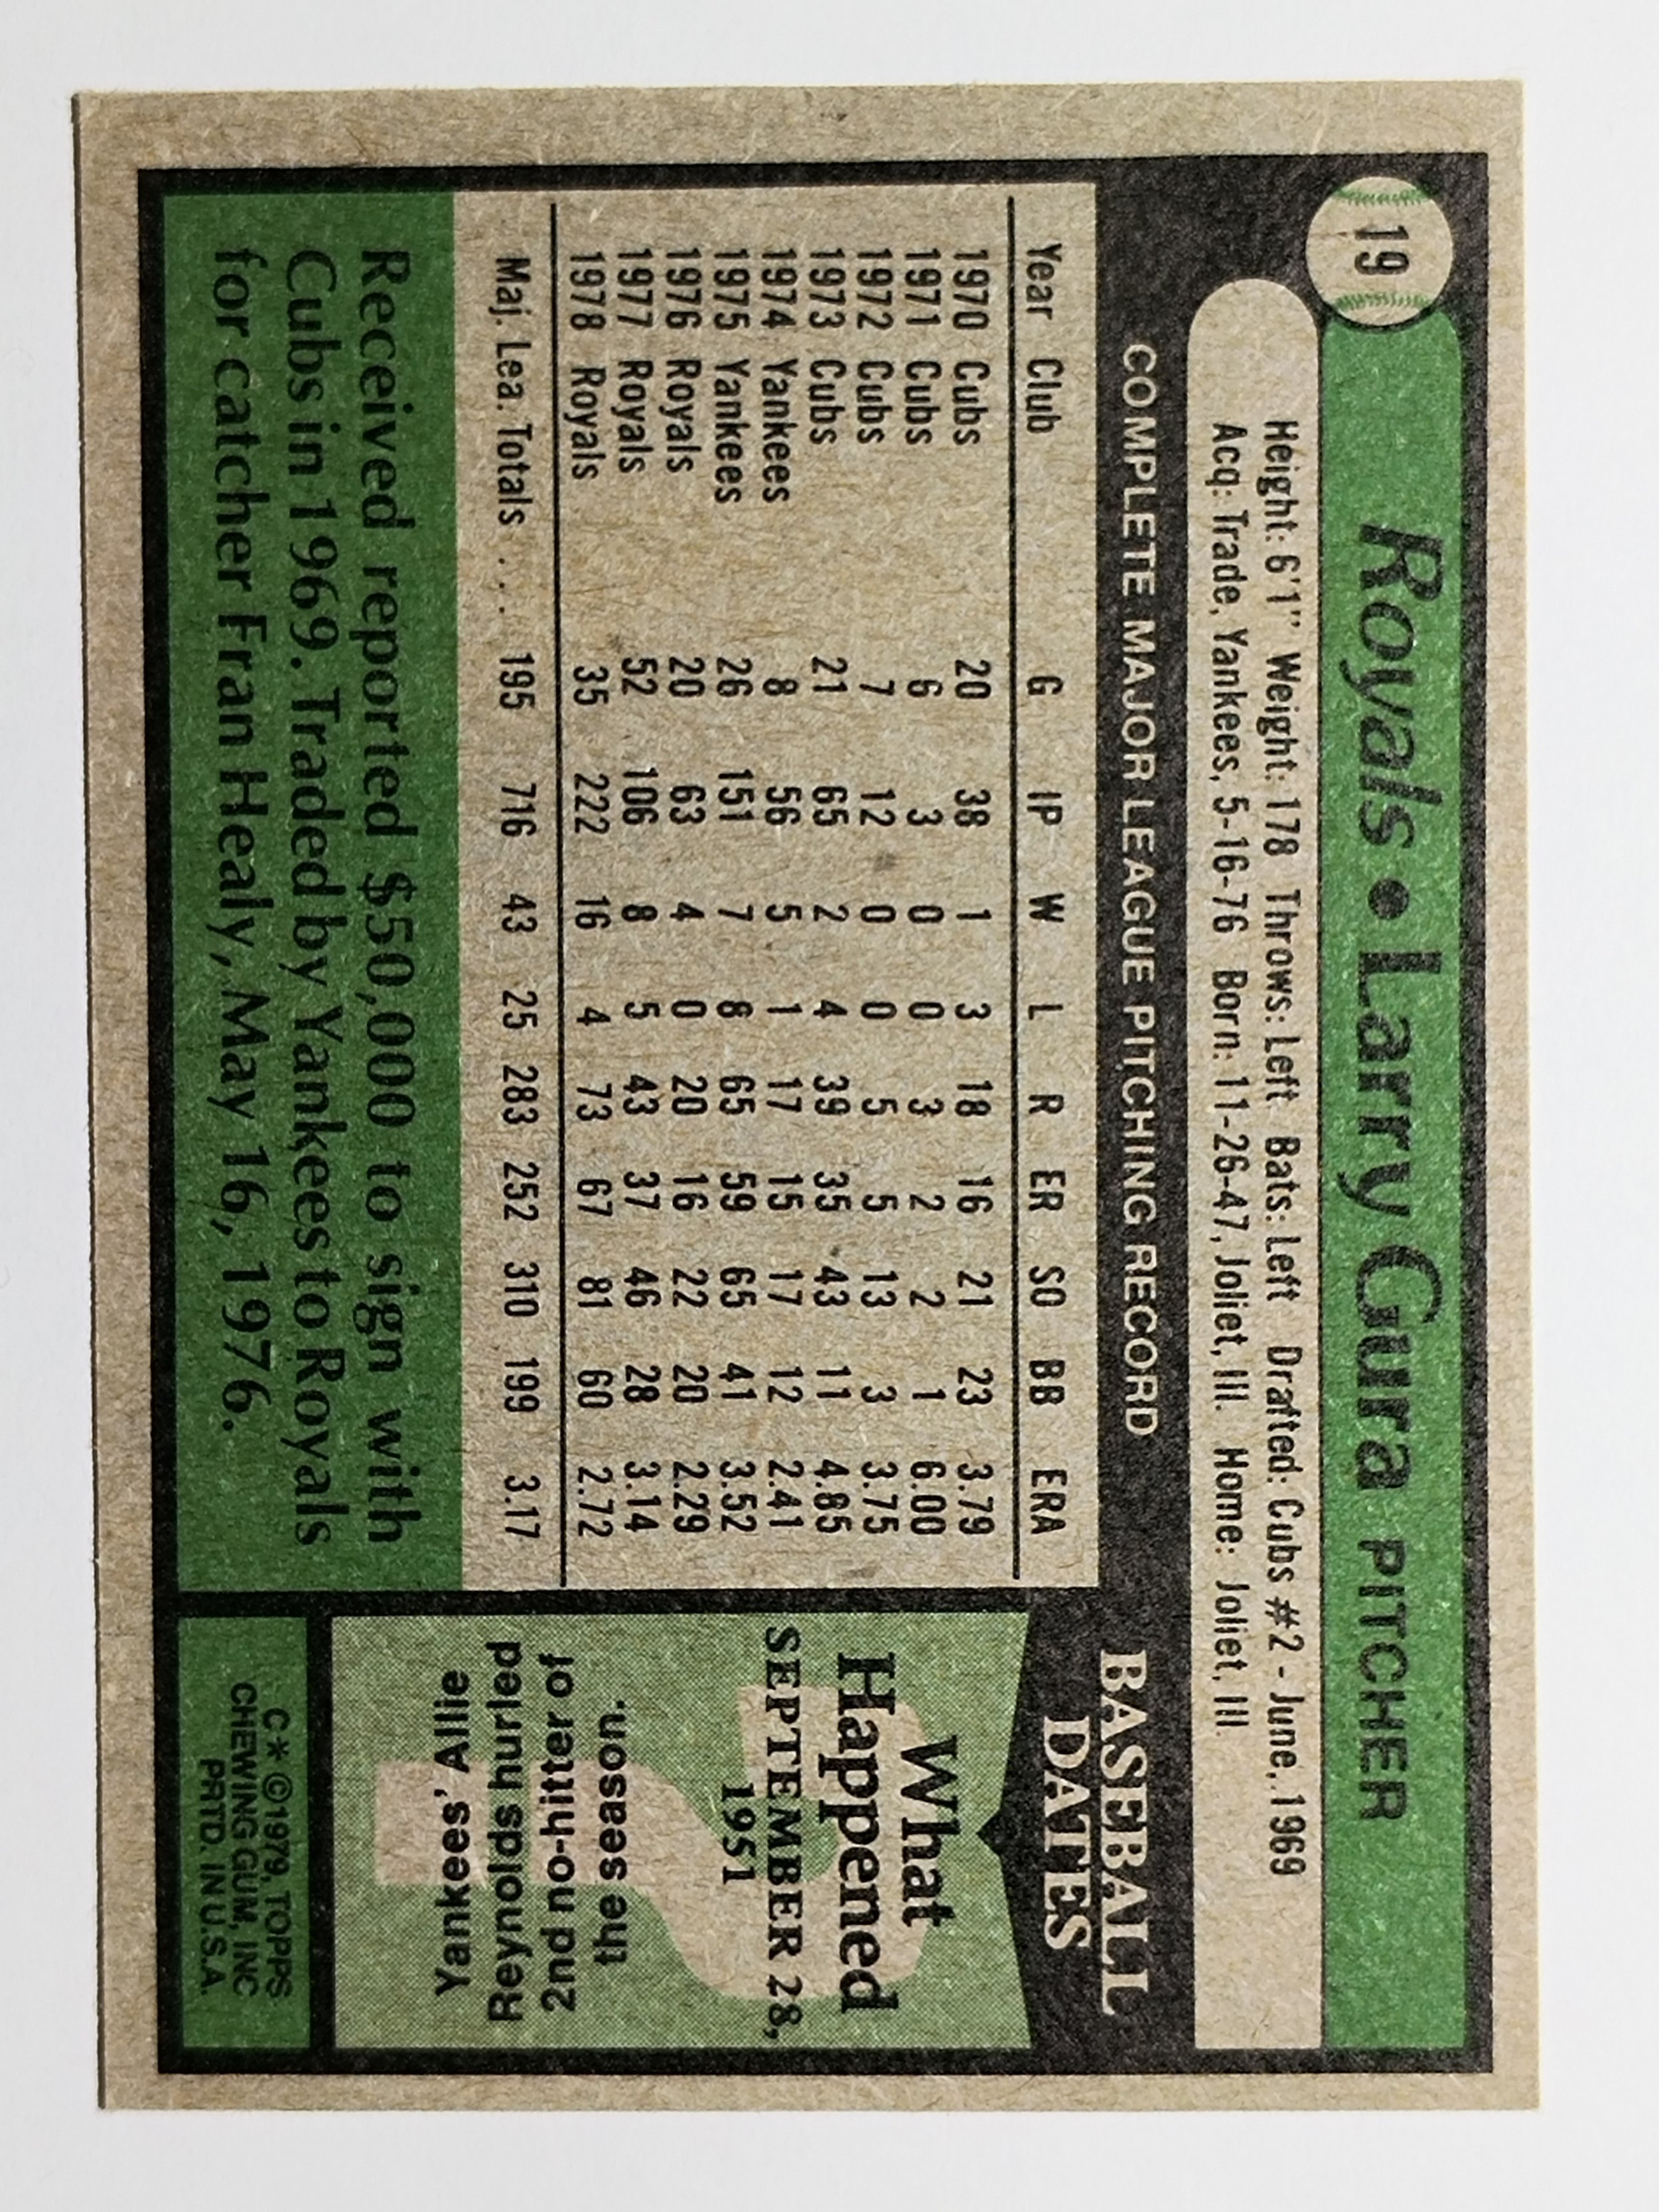 19
Royals • Larry Gura PITCHER
Height: 6'1" Weight: 178 Throws: Left Bats: Left Drafted: Cubs #2 - June, 1969
Acq: Trade, Yankees, 5-16-76 Born: 11-26-47, Joliet, Ill. Home: Joliet, Ill.
COMPLETE MAJOR LEAGUE PITCHING RECORD
Year Club G IP W L R ER SO BB ERA
1970 Cubs 20 38 1 3 18 16 21 23 3.79
1971 Cubs 6 3 0 0 3 2 2 1 6.00
1972 Cubs 7 12 0 0 5 5 13 3 3.75
1973 Cubs 21 65 2 4 39 35 43 11 4.85
1974 Yankees 8 56 5 1 17 15 17 12 2.41
1975 Yankees 26 151 7 8 65 59 65 41 3.52
1976 Royals 20 63 4 0 20 16 22 20 2.29
1977 Royals 52 106 8 5 43 37 46 28 3.14
1978 Royals 35 222 16 4 73 67 81 60 2.72
Maj. Lea. Totals . . . . 195 716 43 25 283 252 310 199 3.17
Received reported $50,000 to sign with
Cubs in 1969. Traded by Yankees to Royals
for catcher Fran Healy, May 16, 1976.
BASEBALL
DATES
What
Happened
SEPTEMBER 28,
1951
Yankees' Allie
Reynolds hurled
2nd no-hitter of
the season.
C* ©1979, TOPPS
CHEWING GUM, INC
PRTD. IN U.S.A.